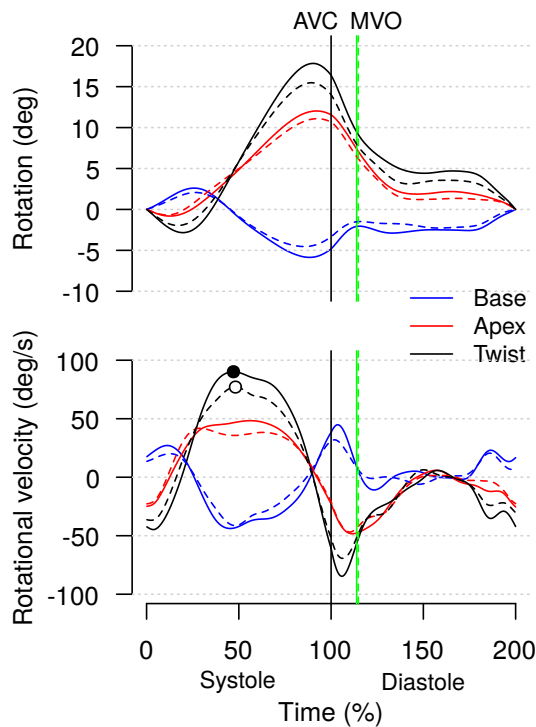 AVC MVO
Rotation (deg)
20
15
10
5
0
-5
-10
Base
Apex
Twist
Rotational velocity (deg/s)
100
50
0
-50
-100
0 50 100 150 200
Systole Diastole
Time (%)